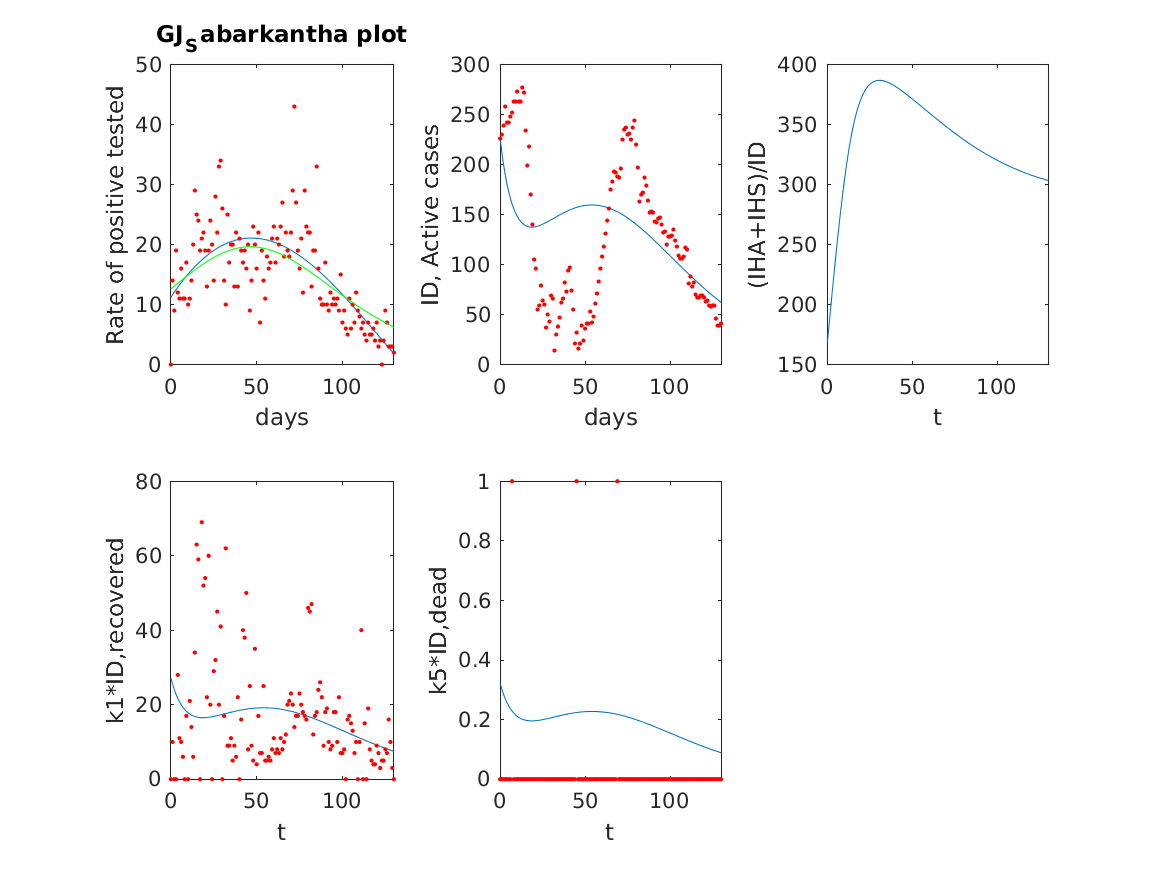 GJSabarkantha plot
50
40
30
20
10
0
Rate of positive tested
0 50 100
days
300
250
200
150
100
50
0
ID, Active cases
0 50 100
days
400
350
300
250
200
150
(IHA+IHS)/ID
0 50 100
t
80
60
40
20
0
k1*ID,recovered
0 50 100
t
1
0.8
0.6
0.4
0.2
0
k5*ID,dead
0 50 100
t